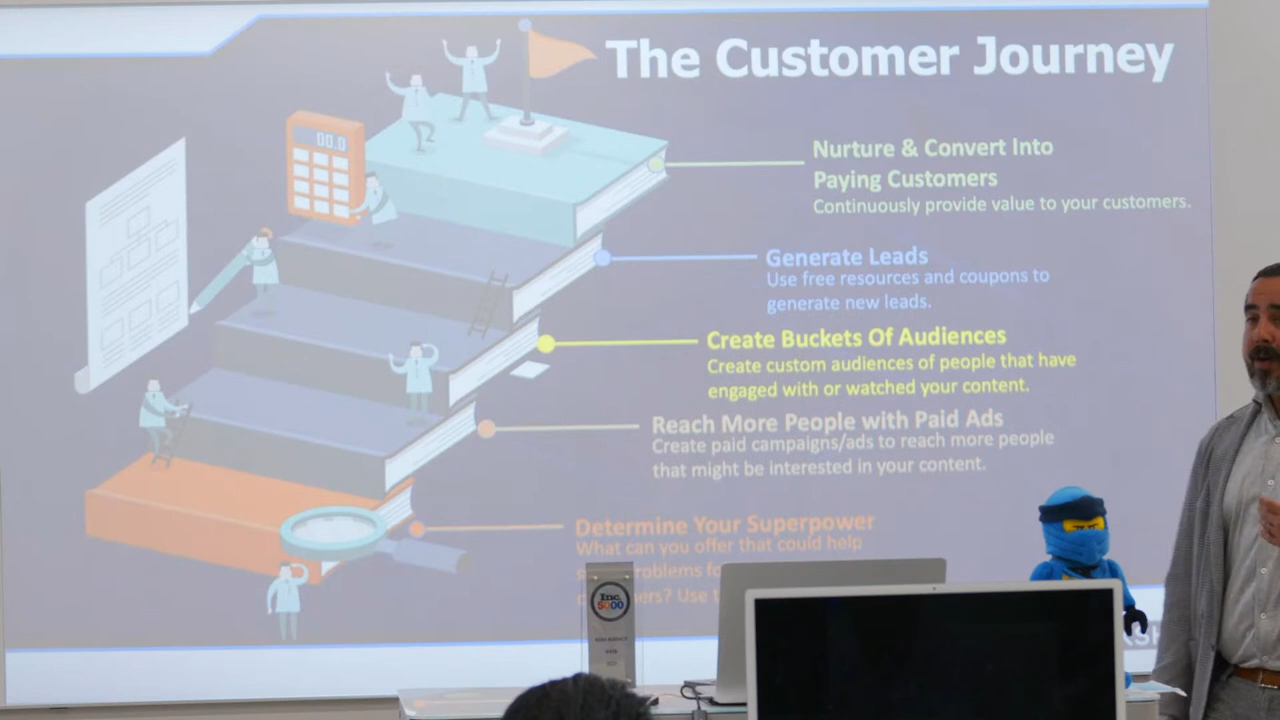 The Customer Journey
00.0
Nurture & Convert Into
Paying Customers
Continuously provide value to your customers.
Generate Leads
Use free resources and coupons to
generate new leads.
Create Buckets Of Audiences
Create custom audiences of people that have
engaged with or watched your content.
Reach More People with Paid Ads
Create paid campaigns/ads to reach more people
that might be interested in your content.
Determine Your Superpower
What can you offer that could help
Use
Inc.
5000